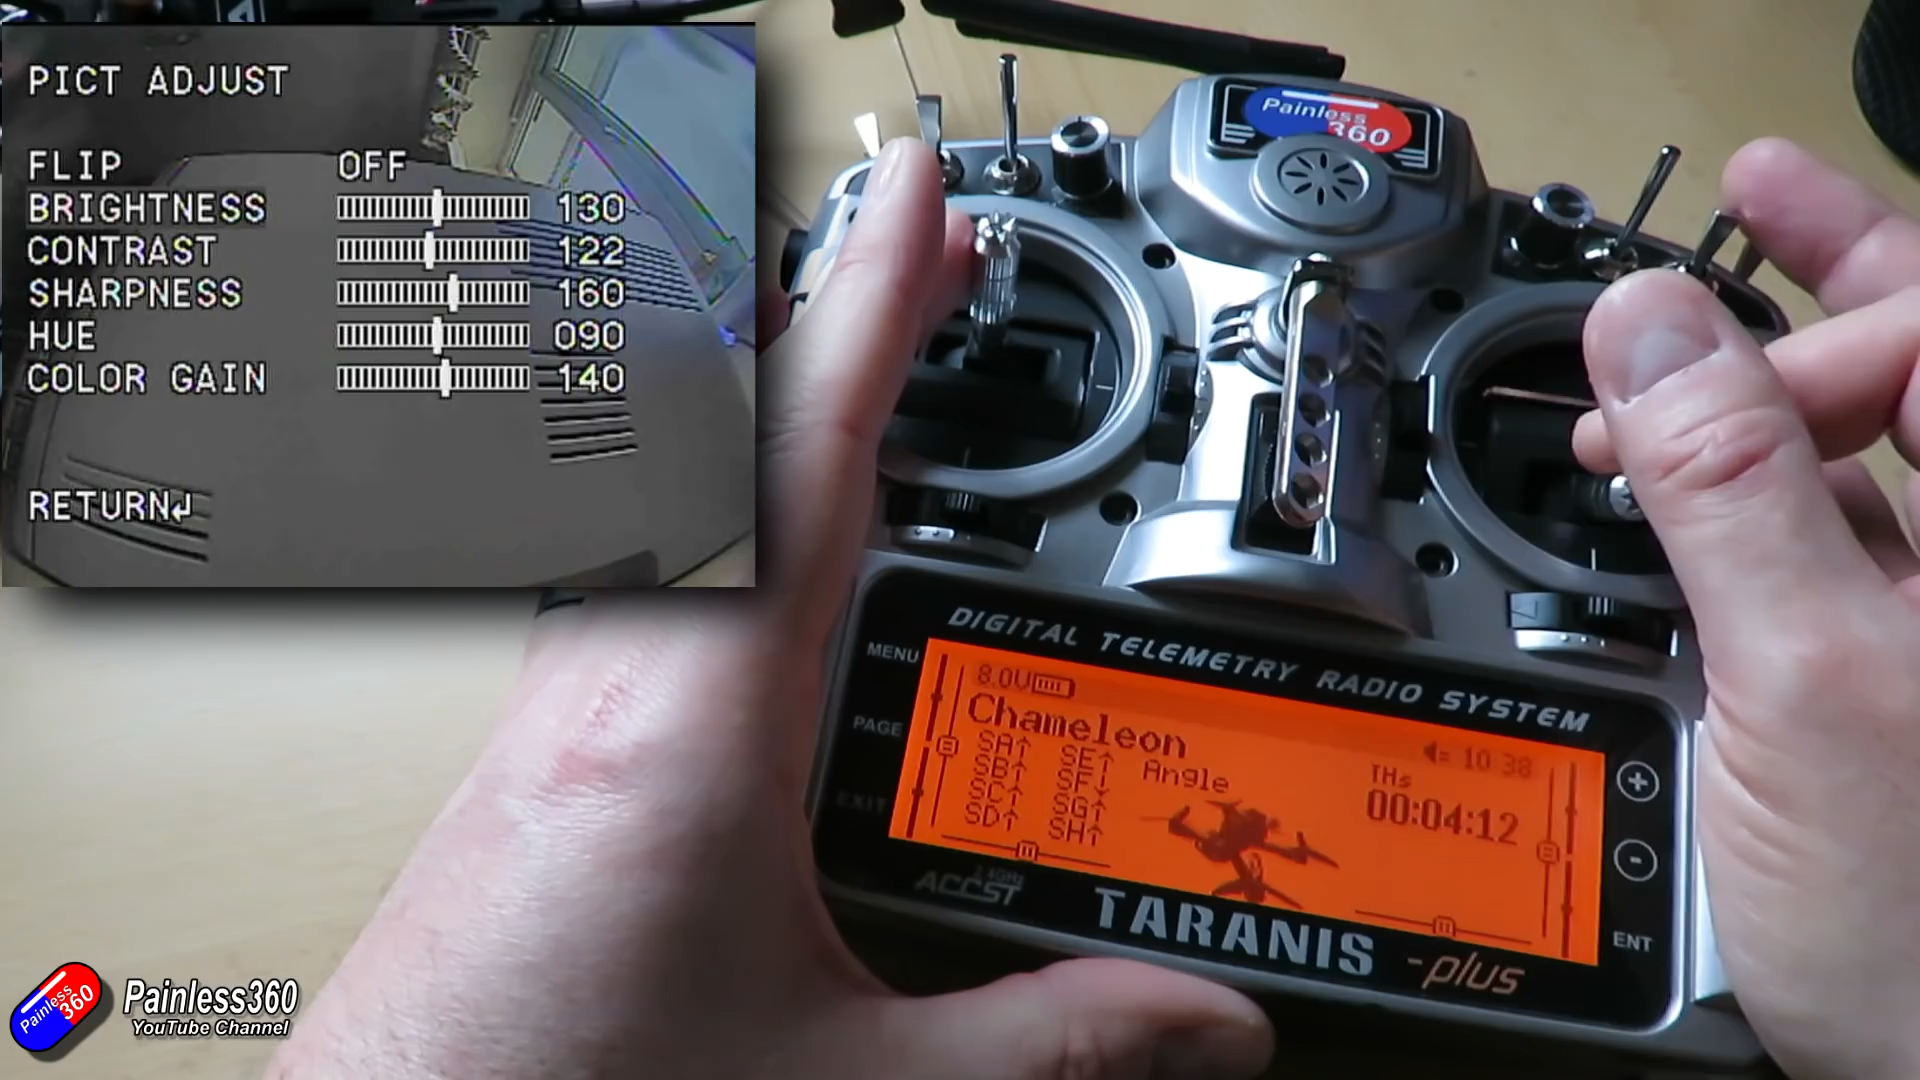 PICT ADJUST
FLIP OFF
BRIGHTNESS 130
CONTRAST 122
SHARPNESS 160
HUE 090
COLOR GAIN 140
RETURN↲
Painless
360
DIGITAL TELEMETRY RADIO SYSTEM
MENU
PAGE
EXIT
8.0V
Chameleon
10:38
SA↑ SE↑
SB↑ SF↓
SC↑ SG↑
SD↑ SH↑
Angle
THs
00:04:12
ENT
2.4GHz
ACCST
TARANIS
-plus
Painless
360
Painless360
YouTube Channel